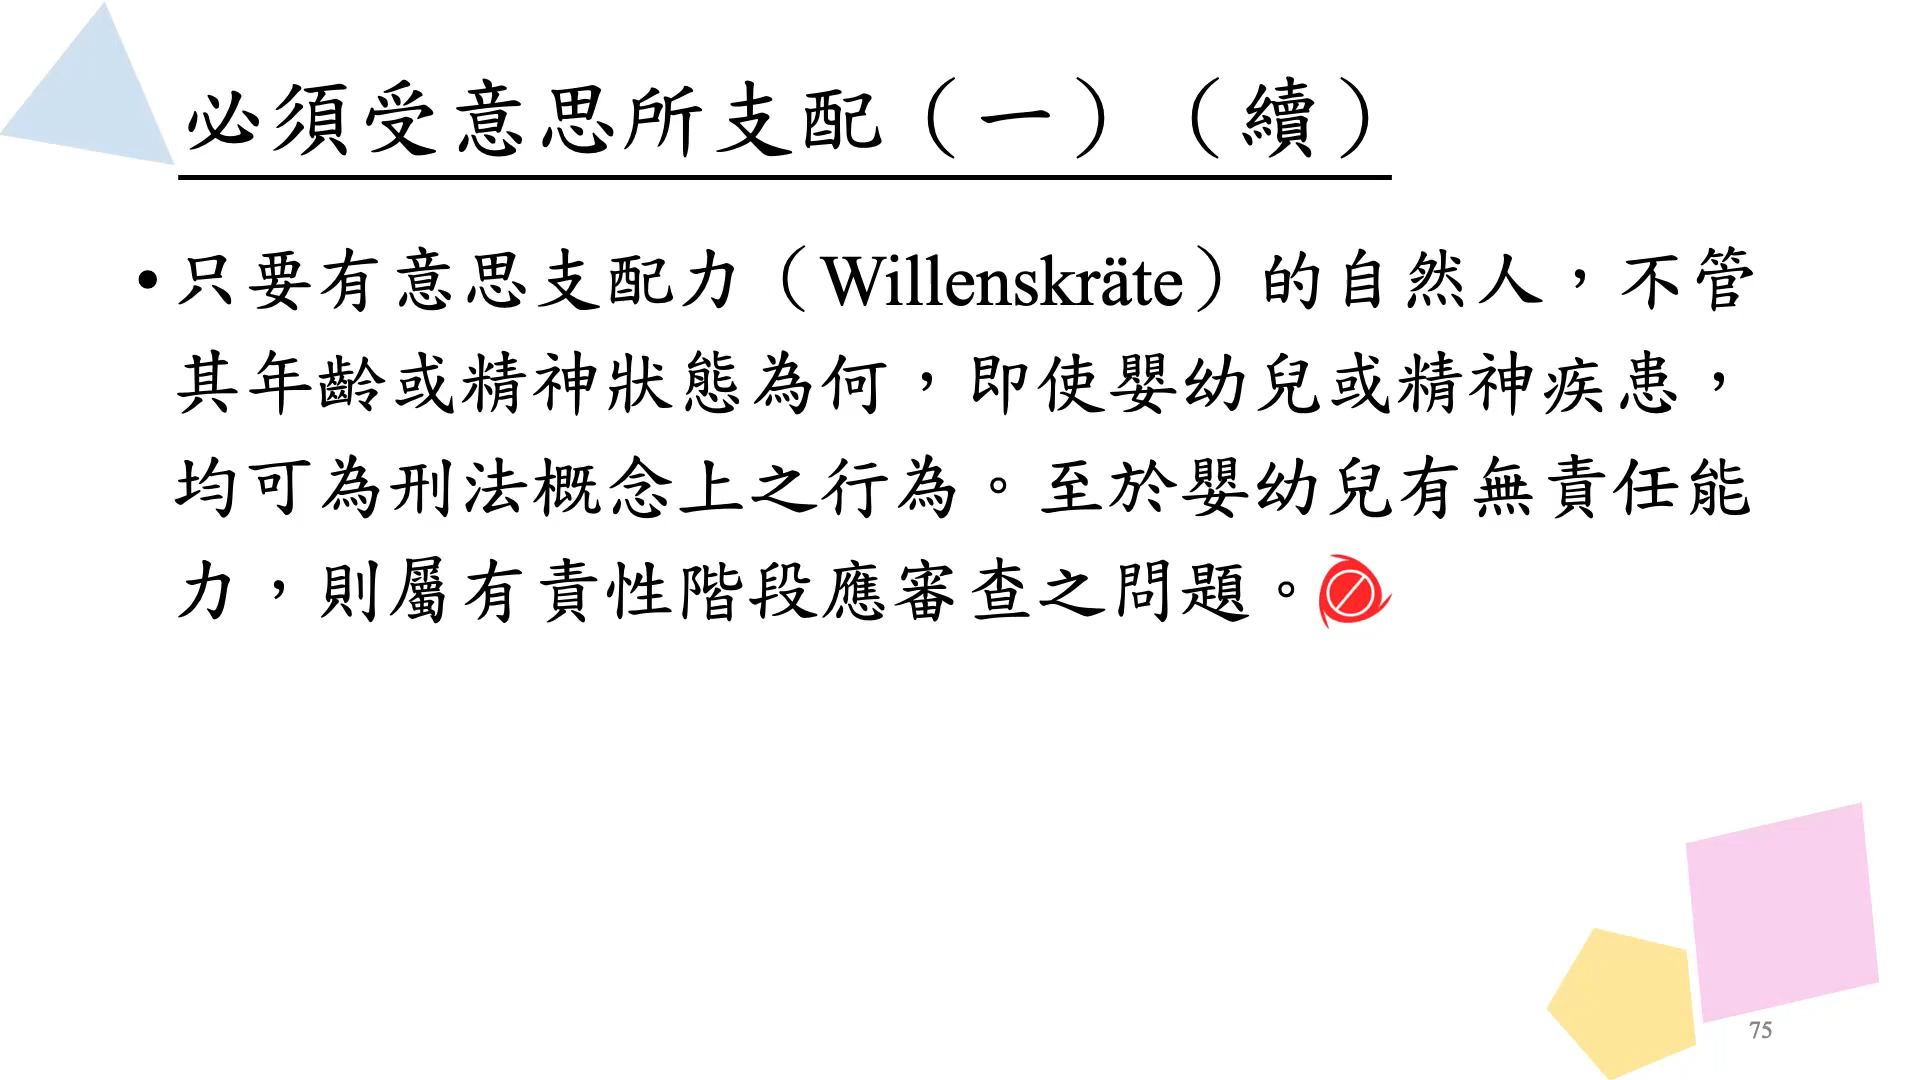 必須受意思所支配（一）（續）
•只要有意思支配力（Willenskräte）的自然人，不管
其年齡或精神狀態為何，即使嬰幼兒或精神疾患，
均可為刑法概念上之行為。至於嬰幼兒有無責任能
力，則屬有責性階段應審查之問題。
75